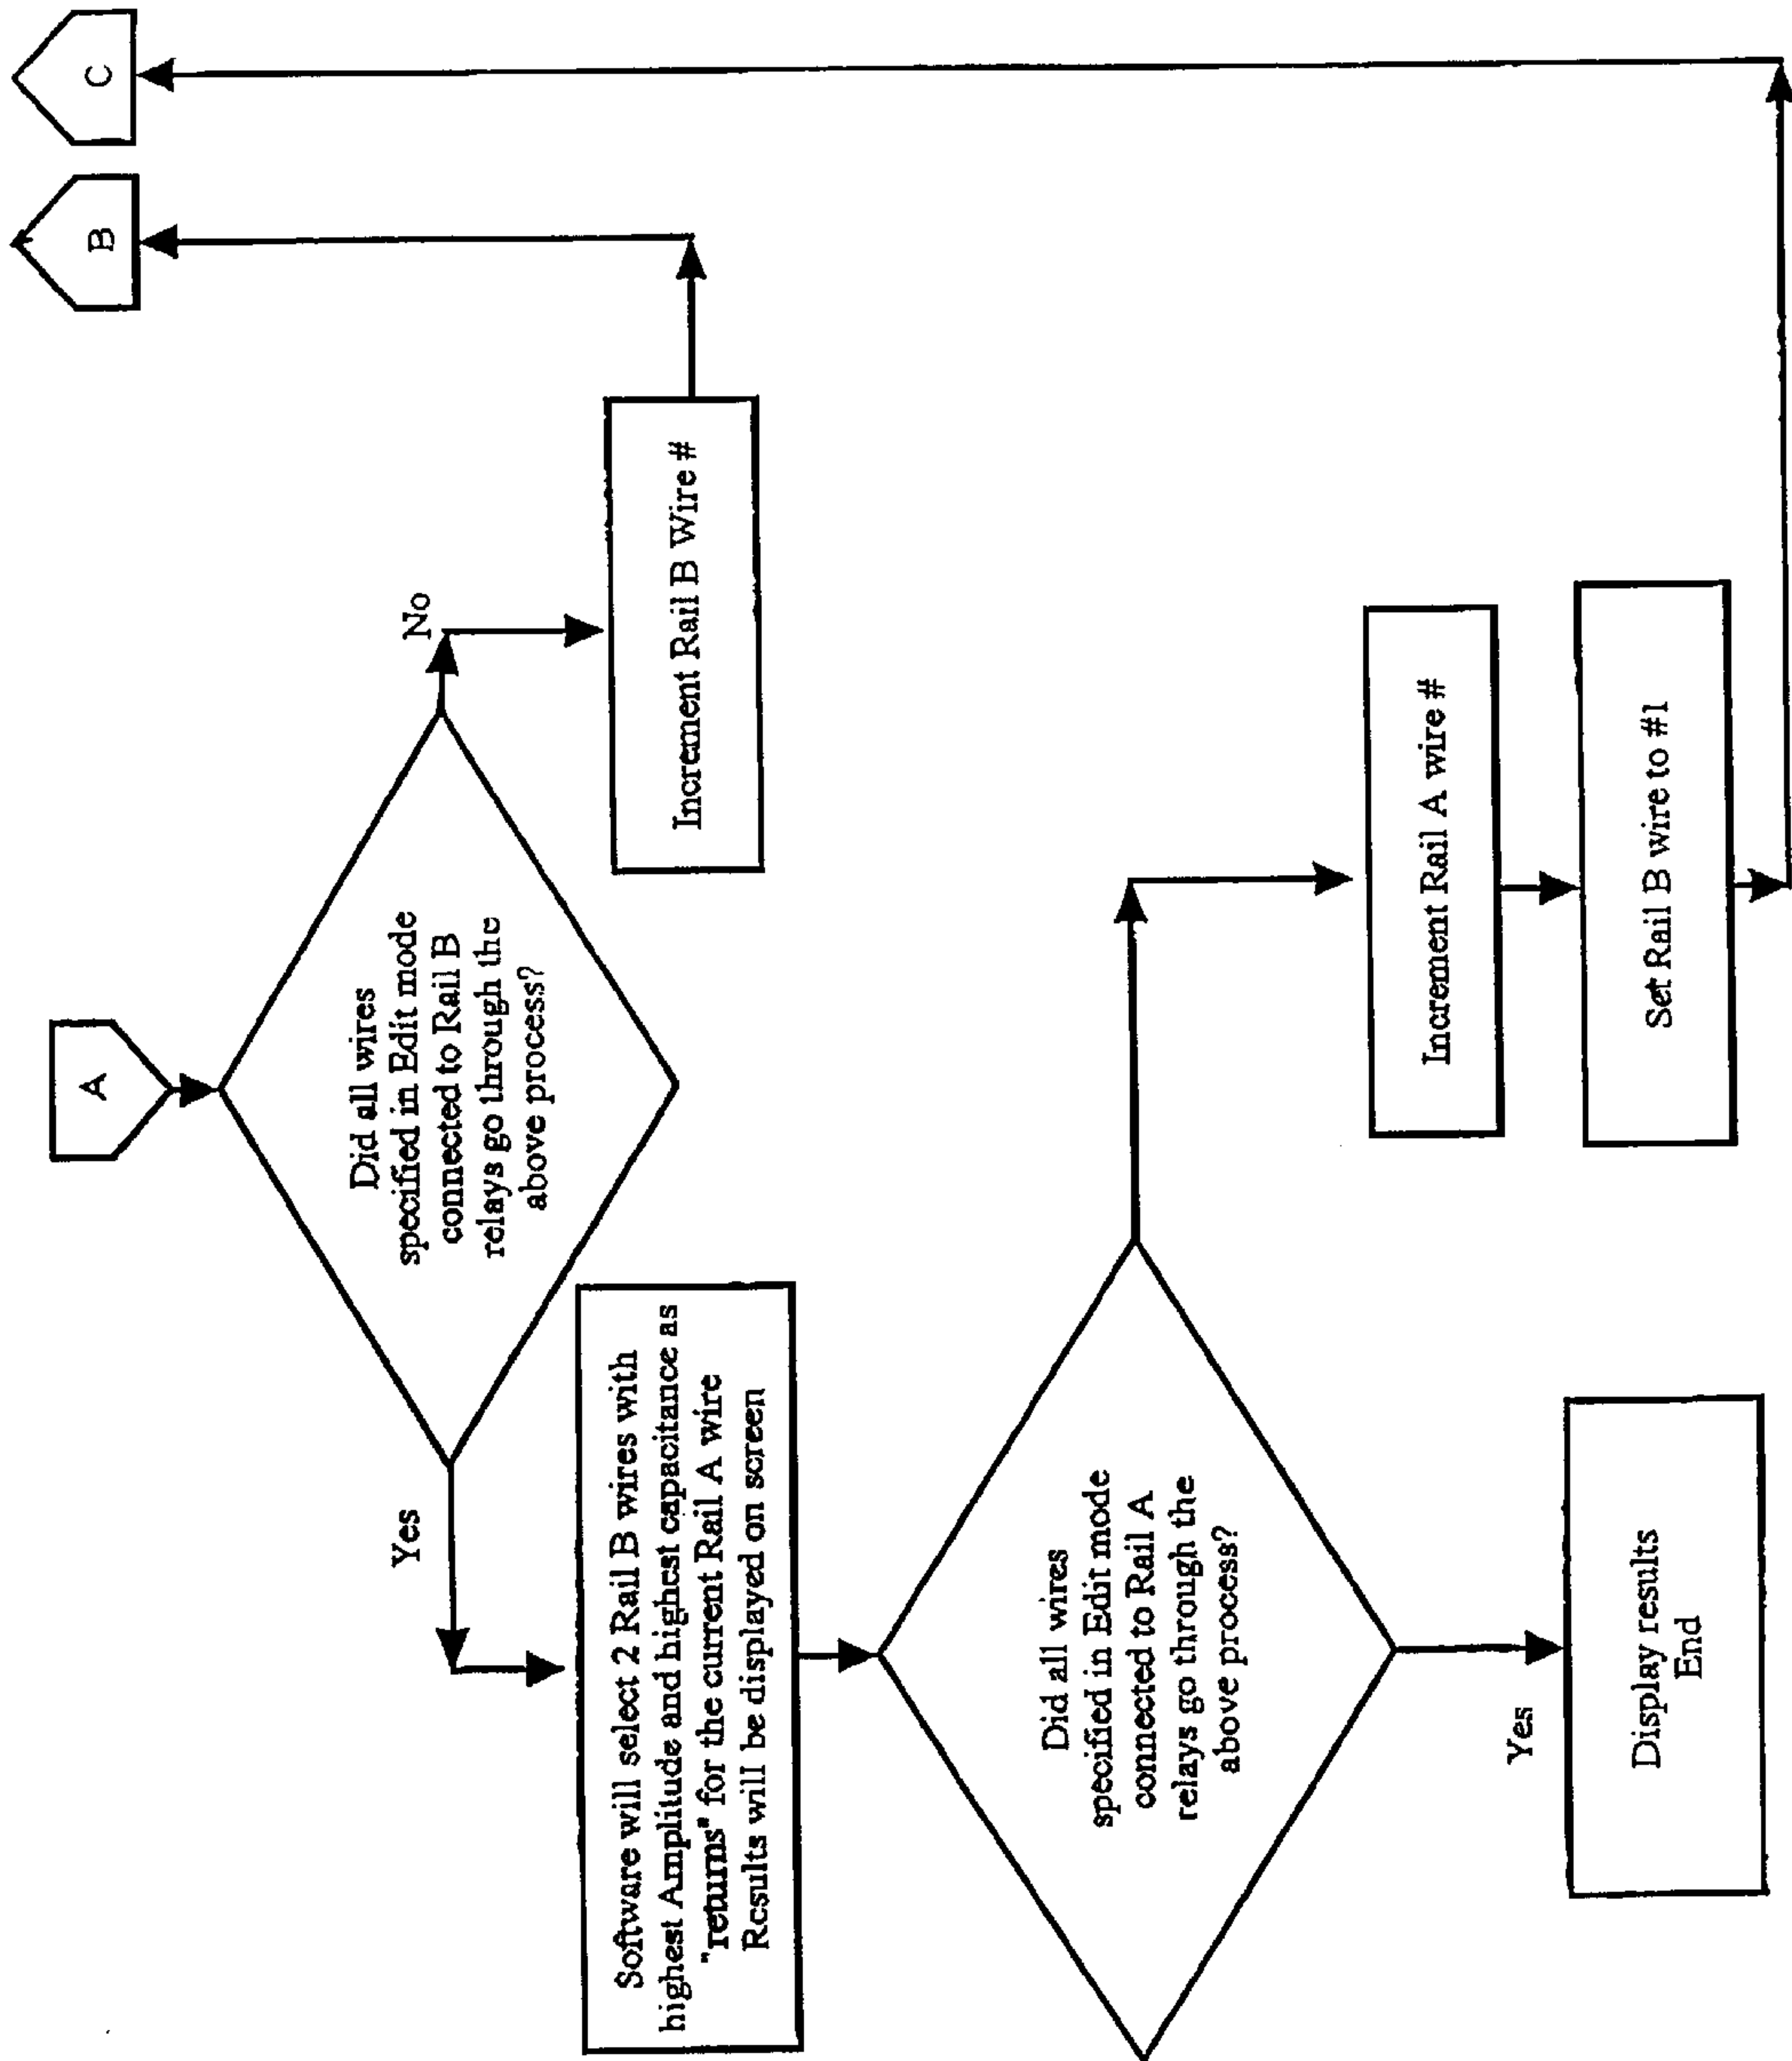 A
Did all wires
specified in Edit mode
connected to Rail B
relays go through the
above process?
No
Increment Rail B Wire #
B
C
Yes
Software will select 2 Rail B wires with
highest Amplitude and highest capacitance as
"returns" for the current Rail A wire
Results will be displayed on screen
Did all wires
specified in Edit mode
connected to Rail A
relays go through the
above process?
Increment Rail A wire #
Set Rail B wire to #1
Yes
Display results
End